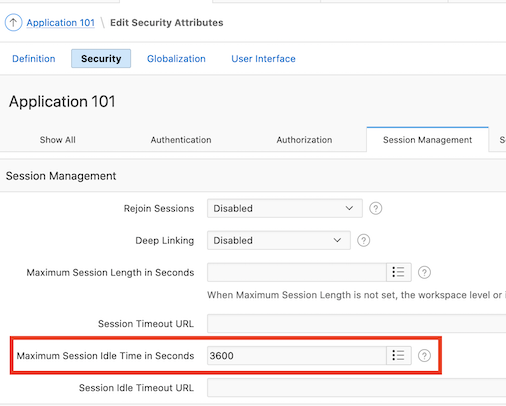 Application 101 \ Edit Security Attributes
Definition Security Globalization User Interface
Application 101
Show All Authentication Authorization Session Management
Session Management
Rejoin Sessions Disabled ?
Deep Linking Disabled ?
Maximum Session Length in Seconds ?
When Maximum Session Length is not set, the workspace level or
Session Timeout URL
Maximum Session Idle Time in Seconds 3600 ?
Session Idle Timeout URL